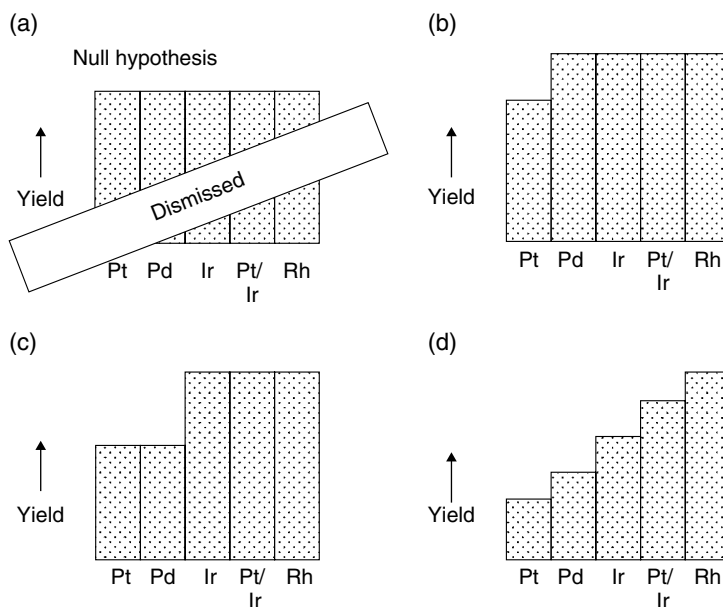 (a)
Null hypothesis
Yield
Dismissed
Pt Pd Ir Pt/ Rh
Ir
(b)
Yield
Pt Pd Ir Pt/ Rh
Ir
(c)
Yield
Pt Pd Ir Pt/ Rh
Ir
(d)
Yield
Pt Pd Ir Pt/ Rh
Ir